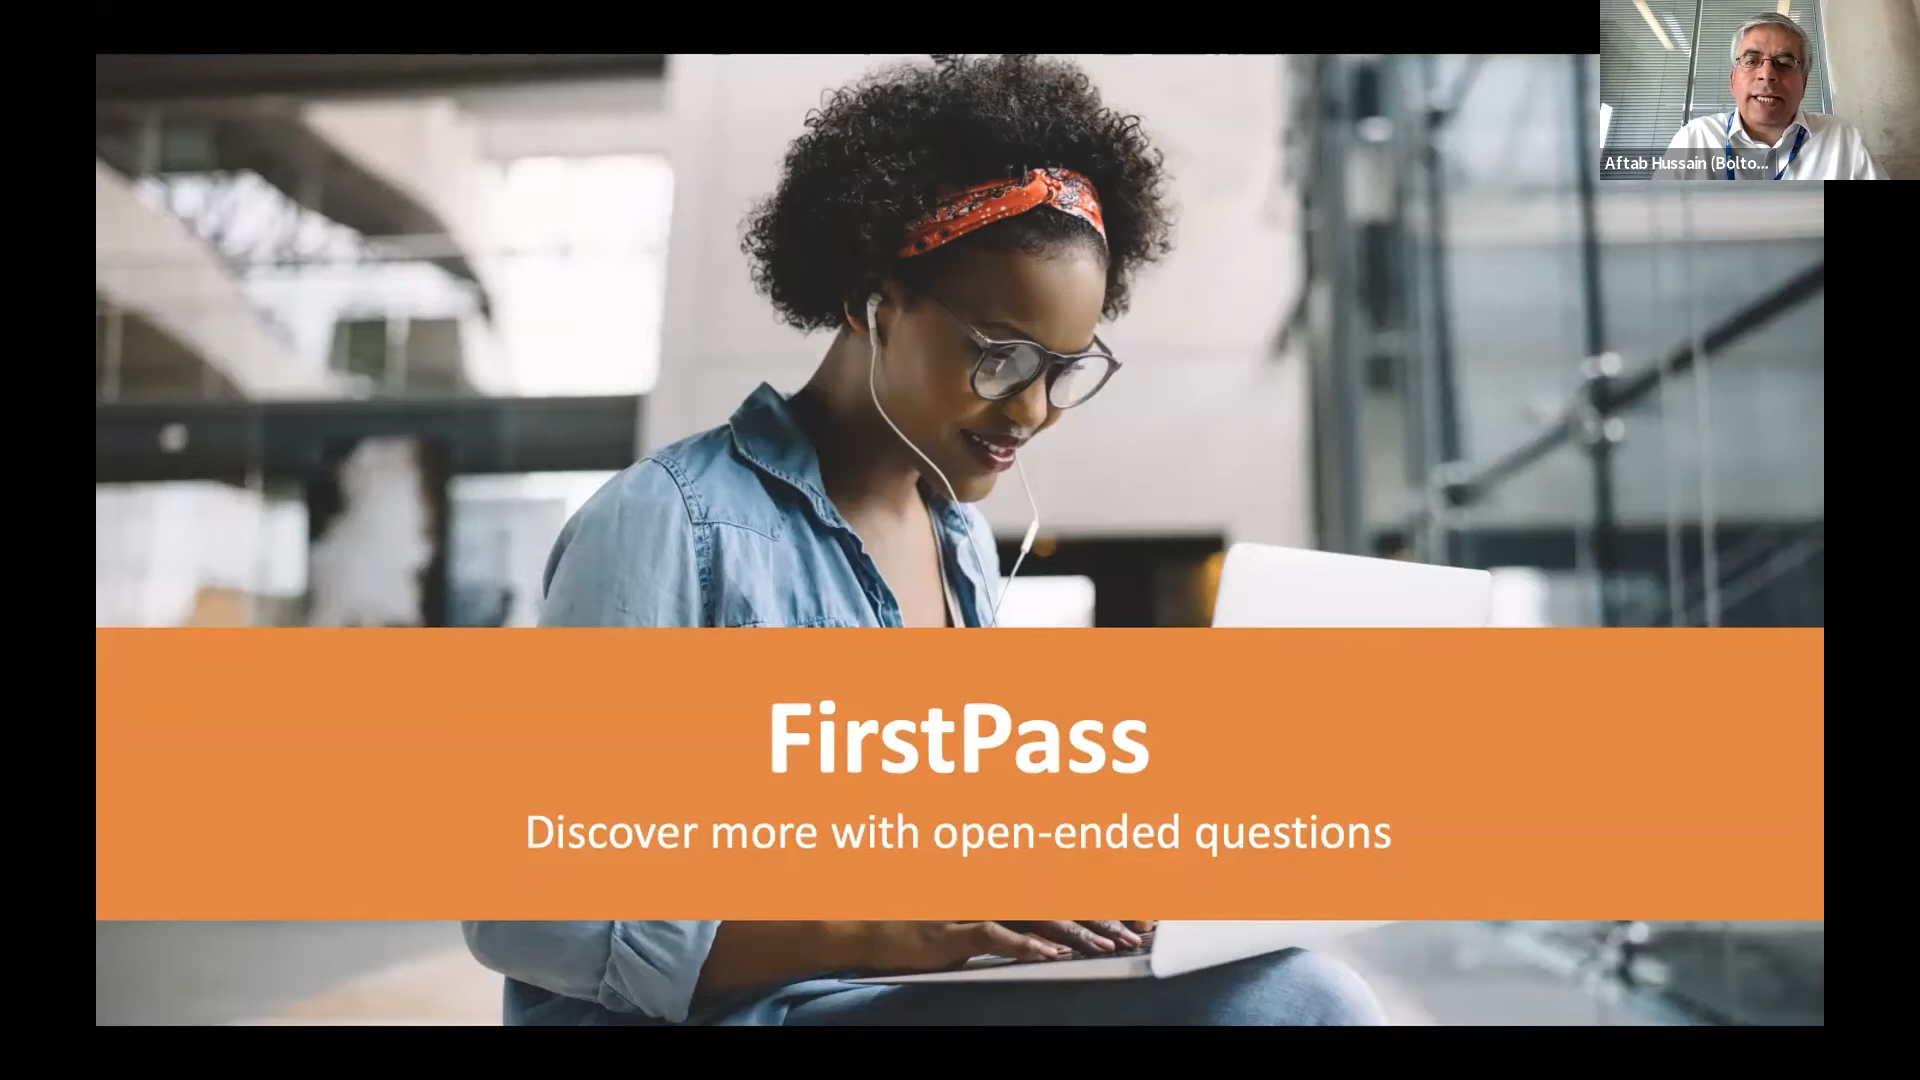 Aftab Hussain (Bolto...
FirstPass
Discover more with open-ended questions